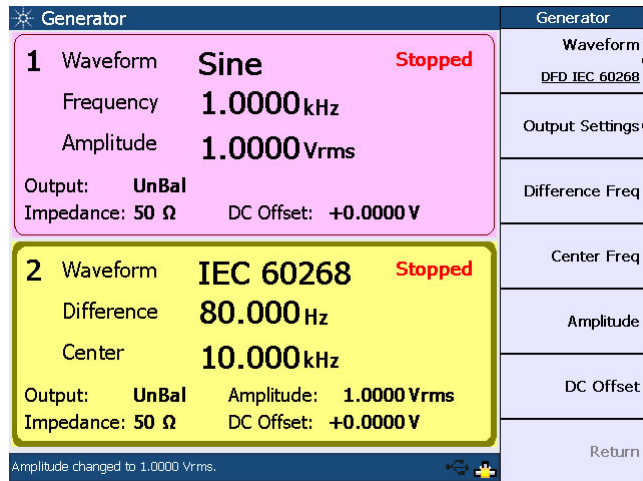 Generator
1 Waveform Sine Stopped
Frequency 1.0000 kHz
Amplitude 1.0000 Vrms
Output: UnBal
Impedance: 50 Ω DC Offset: +0.0000 V
2 Waveform IEC 60268 Stopped
Difference 80.000 Hz
Center 10.000 kHz
Output: UnBal Amplitude: 1.0000 Vrms
Impedance: 50 Ω DC Offset: +0.0000 V
Amplitude changed to 1.0000 Vrms.
Generator
Waveform
DFD IEC 60268
Output Settings
Difference Freq
Center Freq
Amplitude
DC Offset
Return